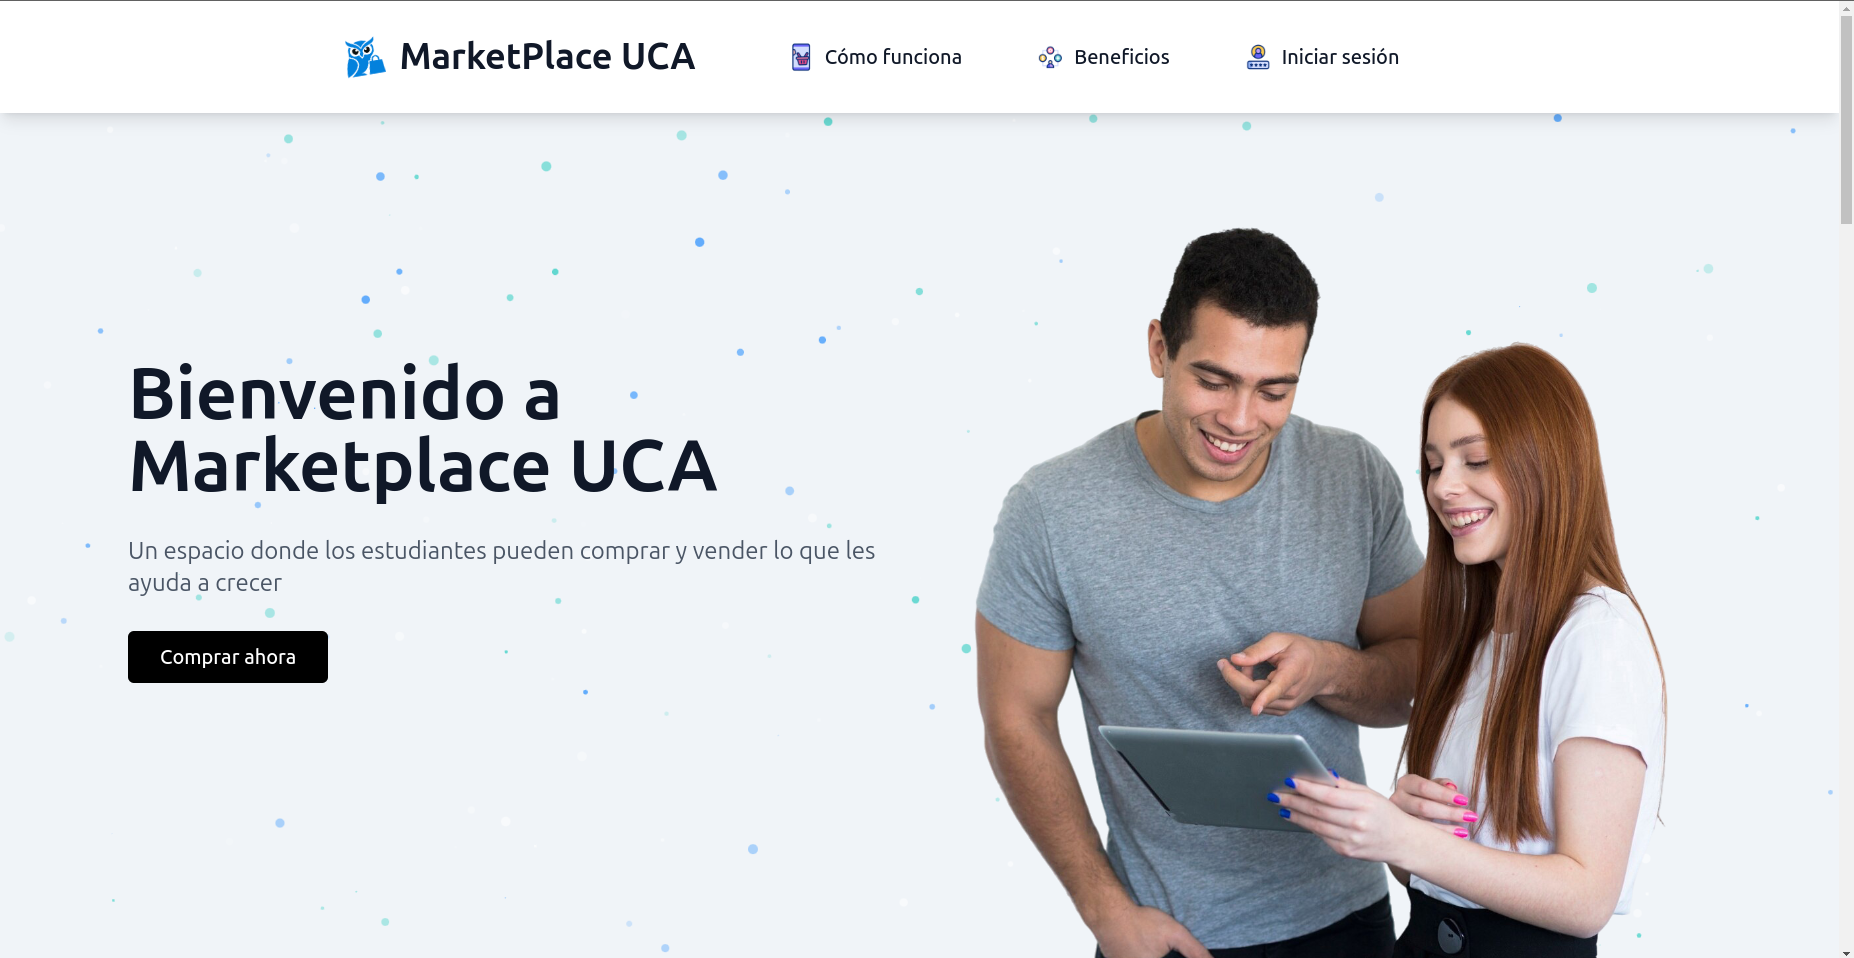 MarketPlace UCA
Cómo funciona
Beneficios
Iniciar sesión
Bienvenido a
Marketplace UCA
Un espacio donde los estudiantes pueden comprar y vender lo que les
ayuda a crecer
Comprar ahora